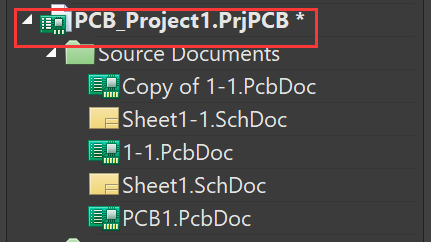 PCB_Project1.PrjPCB *
Source Documents
Copy of 1-1.PcbDoc
Sheet1-1.SchDoc
1-1.PcbDoc
Sheet1.SchDoc
PCB1.PcbDoc